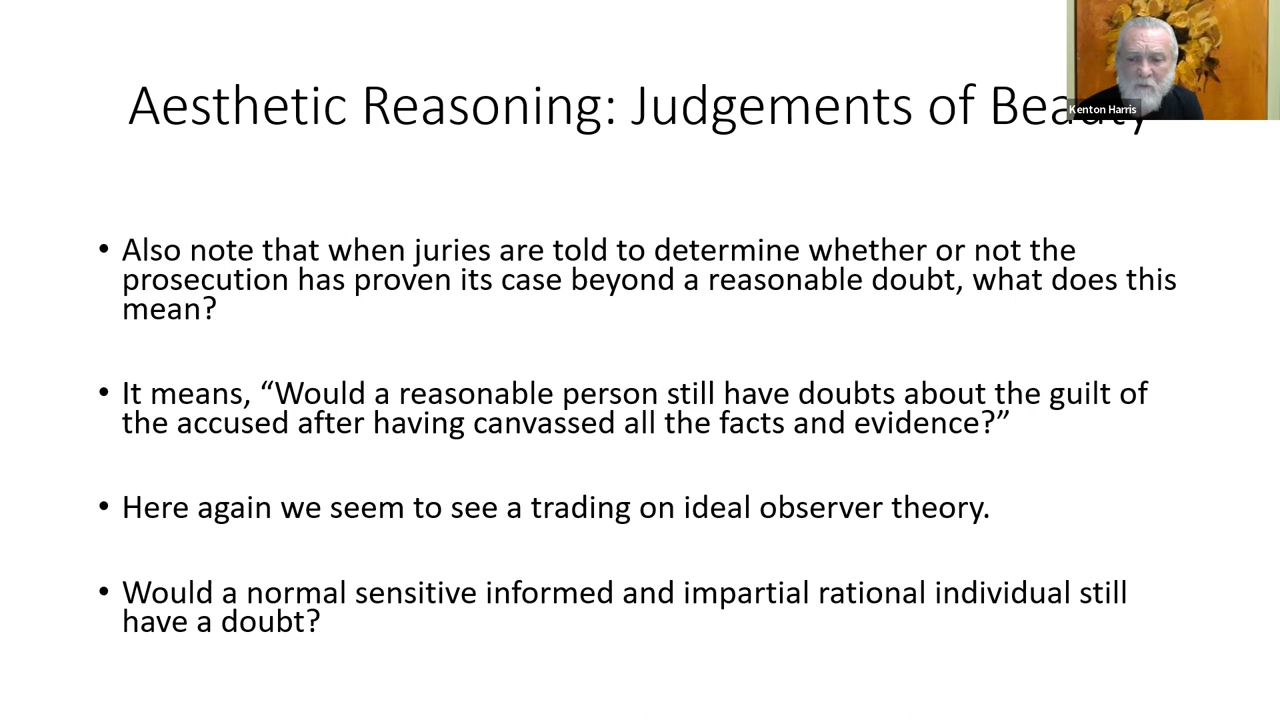 Aesthetic Reasoning: Judgements of Beauty
Kenton Harris
• Also note that when juries are told to determine whether or not the
prosecution has proven its case beyond a reasonable doubt, what does this
mean?
• It means, “Would a reasonable person still have doubts about the guilt of
the accused after having canvassed all the facts and evidence?”
• Here again we seem to see a trading on ideal observer theory.
• Would a normal sensitive informed and impartial rational individual still
have a doubt?